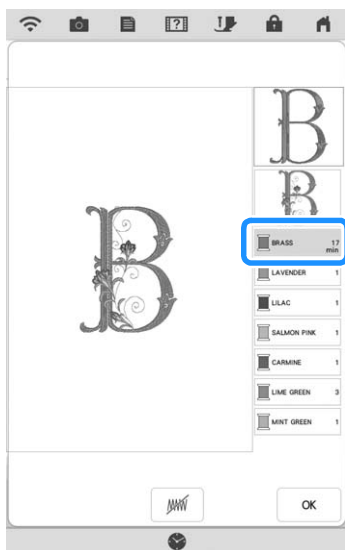 B
B
B
BRASS 17
min
LAVENDER 1
LILAC 1
SALMON PINK 1
CARMINE 1
LIME GREEN 3
MINT GREEN 1
OK